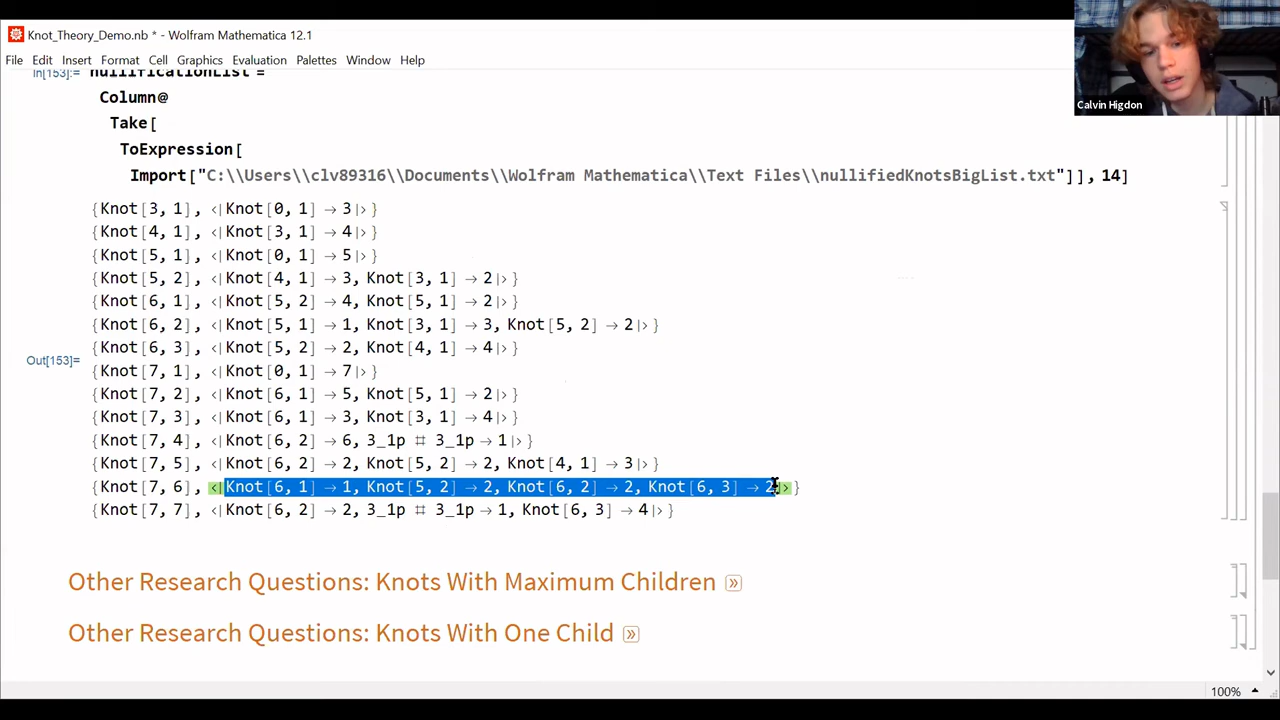 Knot_Theory_Demo.nb * - Wolfram Mathematica 12.1
File Edit Insert Format Cell Graphics Evaluation Palettes Window Help
Calvin Higdon
In[153]:= nullificationList =
Column@
Take[
ToExpression[
Import["C:\\Users\\clv89316\\Documents\\Wolfram Mathematica\\Text Files\\nullifiedKnotsBigList.txt"]], 14]
{Knot[3, 1], <|Knot[0, 1] → 3|>}
{Knot[4, 1], <|Knot[3, 1] → 4|>}
{Knot[5, 1], <|Knot[0, 1] → 5|>}
{Knot[5, 2], <|Knot[4, 1] → 3, Knot[3, 1] → 2|>}
{Knot[6, 1], <|Knot[5, 2] → 4, Knot[5, 1] → 2|>}
{Knot[6, 2], <|Knot[5, 1] → 1, Knot[3, 1] → 3, Knot[5, 2] → 2|>}
{Knot[6, 3], <|Knot[5, 2] → 2, Knot[4, 1] → 4|>}
Out[153]=
{Knot[7, 1], <|Knot[0, 1] → 7|>}
{Knot[7, 2], <|Knot[6, 1] → 5, Knot[5, 1] → 2|>}
{Knot[7, 3], <|Knot[6, 1] → 3, Knot[3, 1] → 4|>}
{Knot[7, 4], <|Knot[6, 2] → 6, 3_1p # 3_1p → 1|>}
{Knot[7, 5], <|Knot[6, 2] → 2, Knot[5, 2] → 2, Knot[4, 1] → 3|>}
{Knot[7, 6], <|Knot[6, 1] → 1, Knot[5, 2] → 2, Knot[6, 2] → 2, Knot[6, 3] → 2|>}
{Knot[7, 7], <|Knot[6, 2] → 2, 3_1p # 3_1p → 1, Knot[6, 3] → 4|>}
Other Research Questions: Knots With Maximum Children »
Other Research Questions: Knots With One Child »
100%